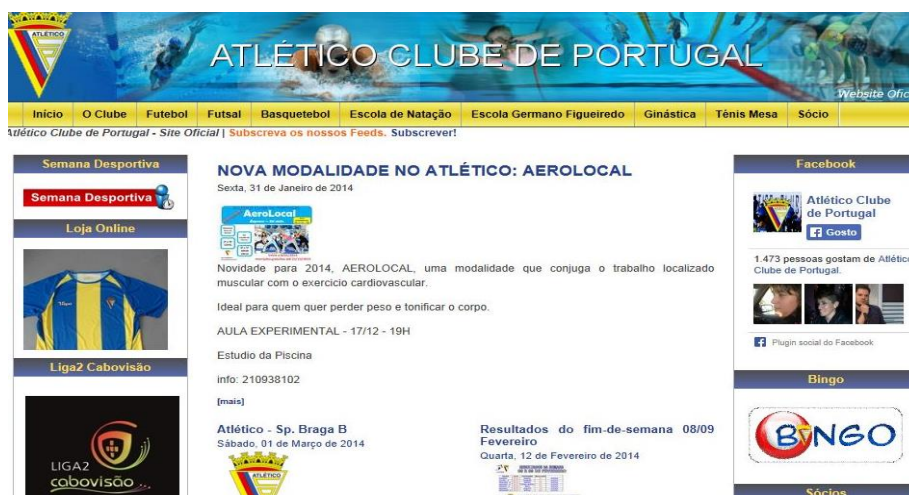 ATLÉTICO
ATLÉTICO CLUBE DE PORTUGAL
Website Ofic
Início O Clube Futebol Futsal Basquetebol Escola de Natação Escola Germano Figueiredo Ginástica Ténis Mesa Sócio
Atlético Clube de Portugal - Site Oficial | Subscreva os nossos Feeds. Subscrever!
Semana Desportiva
Semana Desportiva
Loja Online
Liga2 Cabovisão
LIGA2
cabovisão
NOVA MODALIDADE NO ATLÉTICO: AEROLOCAL
Sexta, 31 de Janeiro de 2014
AeroLocal
Novidade para 2014, AEROLOCAL, uma modalidade que conjuga o trabalho localizado
muscular com o exercicio cardiovascular.
Ideal para quem quer perder peso e tonificar o corpo.
AULA EXPERIMENTAL - 17/12 - 19H
Estudio da Piscina
info: 210938102
[mais]
Atlético - Sp. Braga B
Sábado, 01 de Março de 2014
ATLÉTICO
Resultados do fim-de-semana 08/09
Fevereiro
Quarta, 12 de Fevereiro de 2014
Facebook
Atlético Clube
de Portugal
Gosto
1.473 pessoas gostam de Atlético
Clube de Portugal.
Plugin social do Facebook
Bingo
BINGO
Sócios